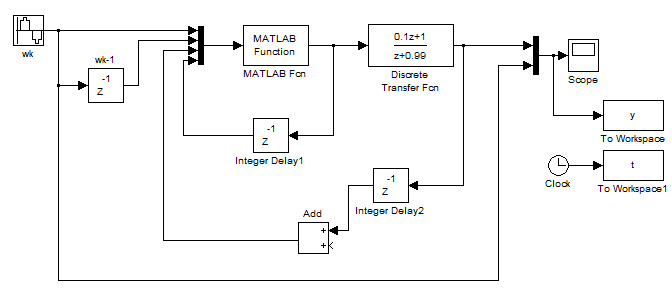 wk
wk-1
-1
Z
MATLAB
Function
MATLAB Fcn
0.1z+1
z+0.99
Discrete
Transfer Fcn
Scope
y
To Workspace
t
Clock
To Workspace1
-1
Z
Integer Delay1
-1
Z
Integer Delay2
Add
+
+